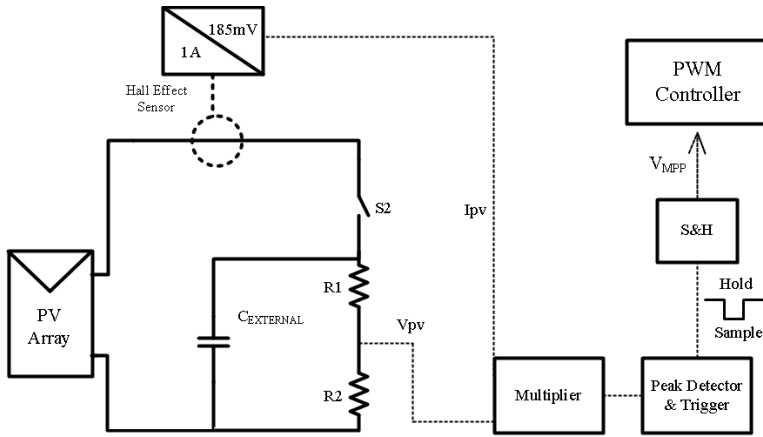 185mV
1A
Hall Effect
Sensor
PWM
Controller
VMPP
S2
Ipv
S&H
R1
Hold
PV
Array
CEXTERNAL
Vpv
Sample
R2
Multiplier
Peak Detector
& Trigger